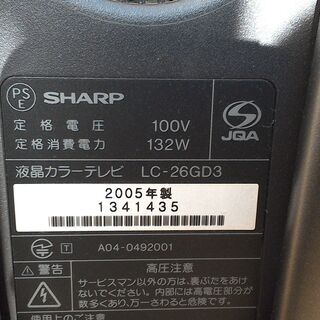 PS
E
SHARP
定格電圧 100V
定格消費電力 132W
JQA
液晶カラーテレビ LC-26GD3
2005年製
1341435
T A04-0492001
⚠警告 高圧注意
サービスマン以外の方は、裏ぶたをあけ
ないでください。内部には高電圧部分が
数多くあり、万一さわると危険です。